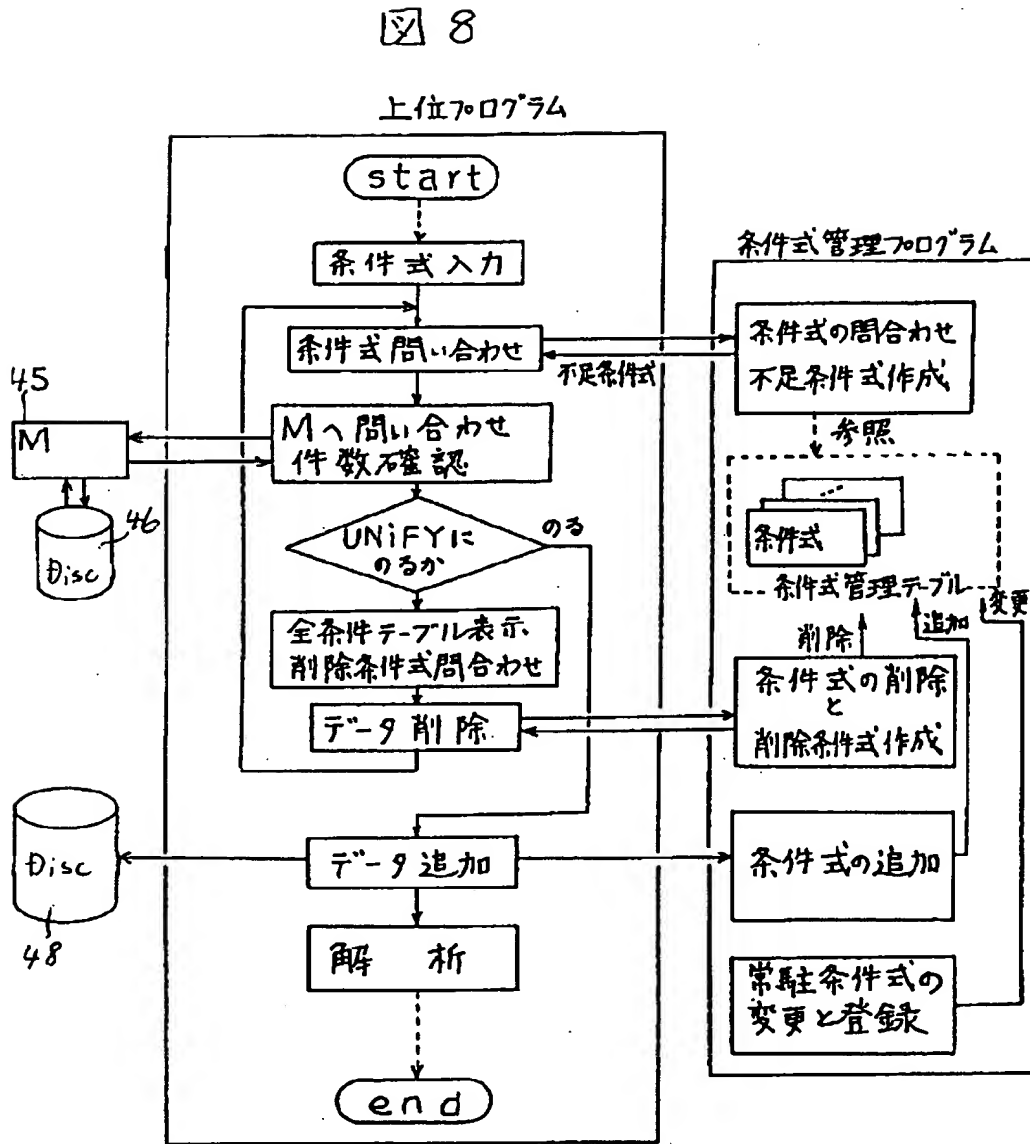 図 8
上位プログラム
start
条件式入力
条件式問い合わせ
不足条件式
Mへ問い合わせ
件数確認
45
M
46
Disc
UNiFYに
のるか
のる
全条件テーブル表示、
削除条件式問合わせ
データ削除
Disc
48
データ追加
解析
end
条件式管理プログラム
条件式の問合わせ
不足条件式作成
参照
条件式
条件式管理テーブル
変更
追加
削除
条件式の削除
と
削除条件式作成
条件式の追加
常駐条件式の
変更と登録